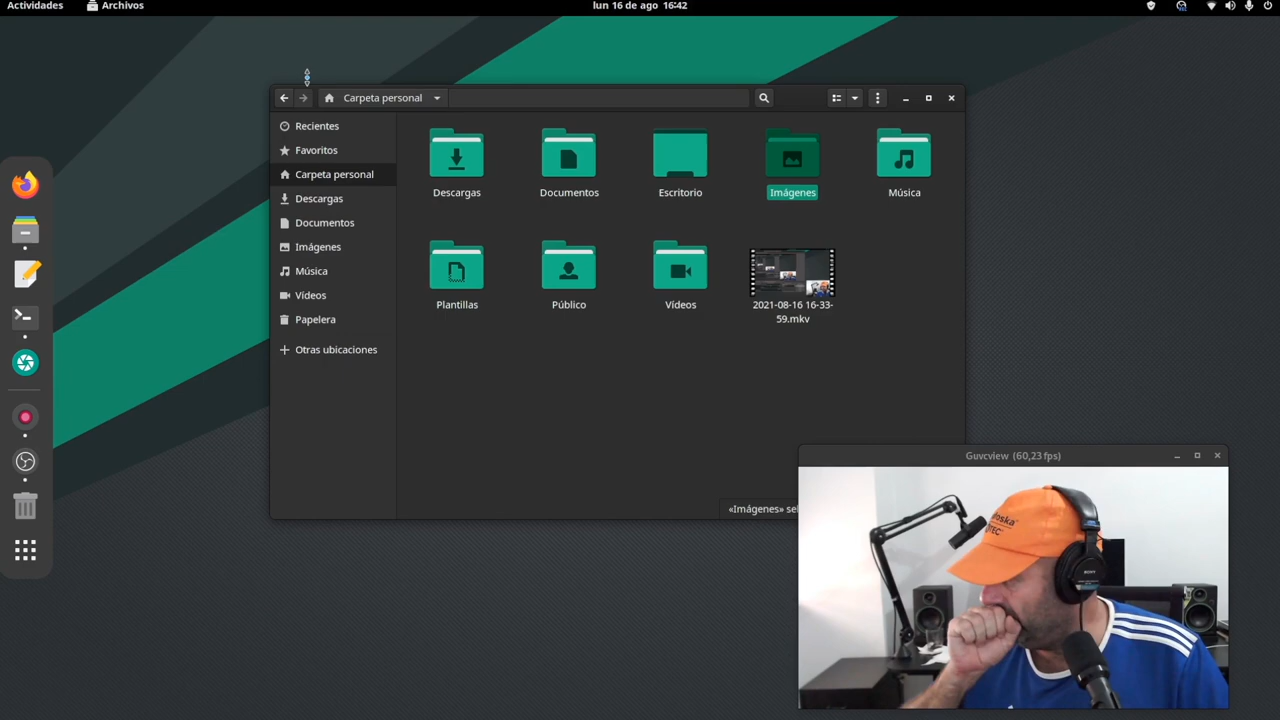 Actividades
Archivos
lun 16 de ago 16:42
Carpeta personal
Recientes
Favoritos
Carpeta personal
Descargas
Documentos
Imágenes
Música
Vídeos
Papelera
Otras ubicaciones
Descargas
Documentos
Escritorio
Imágenes
Música
Plantillas
Público
Vídeos
2021-08-16 16-33-
59.mkv
«Imágenes» sel
Guvcview (60,23 fps)
SONY